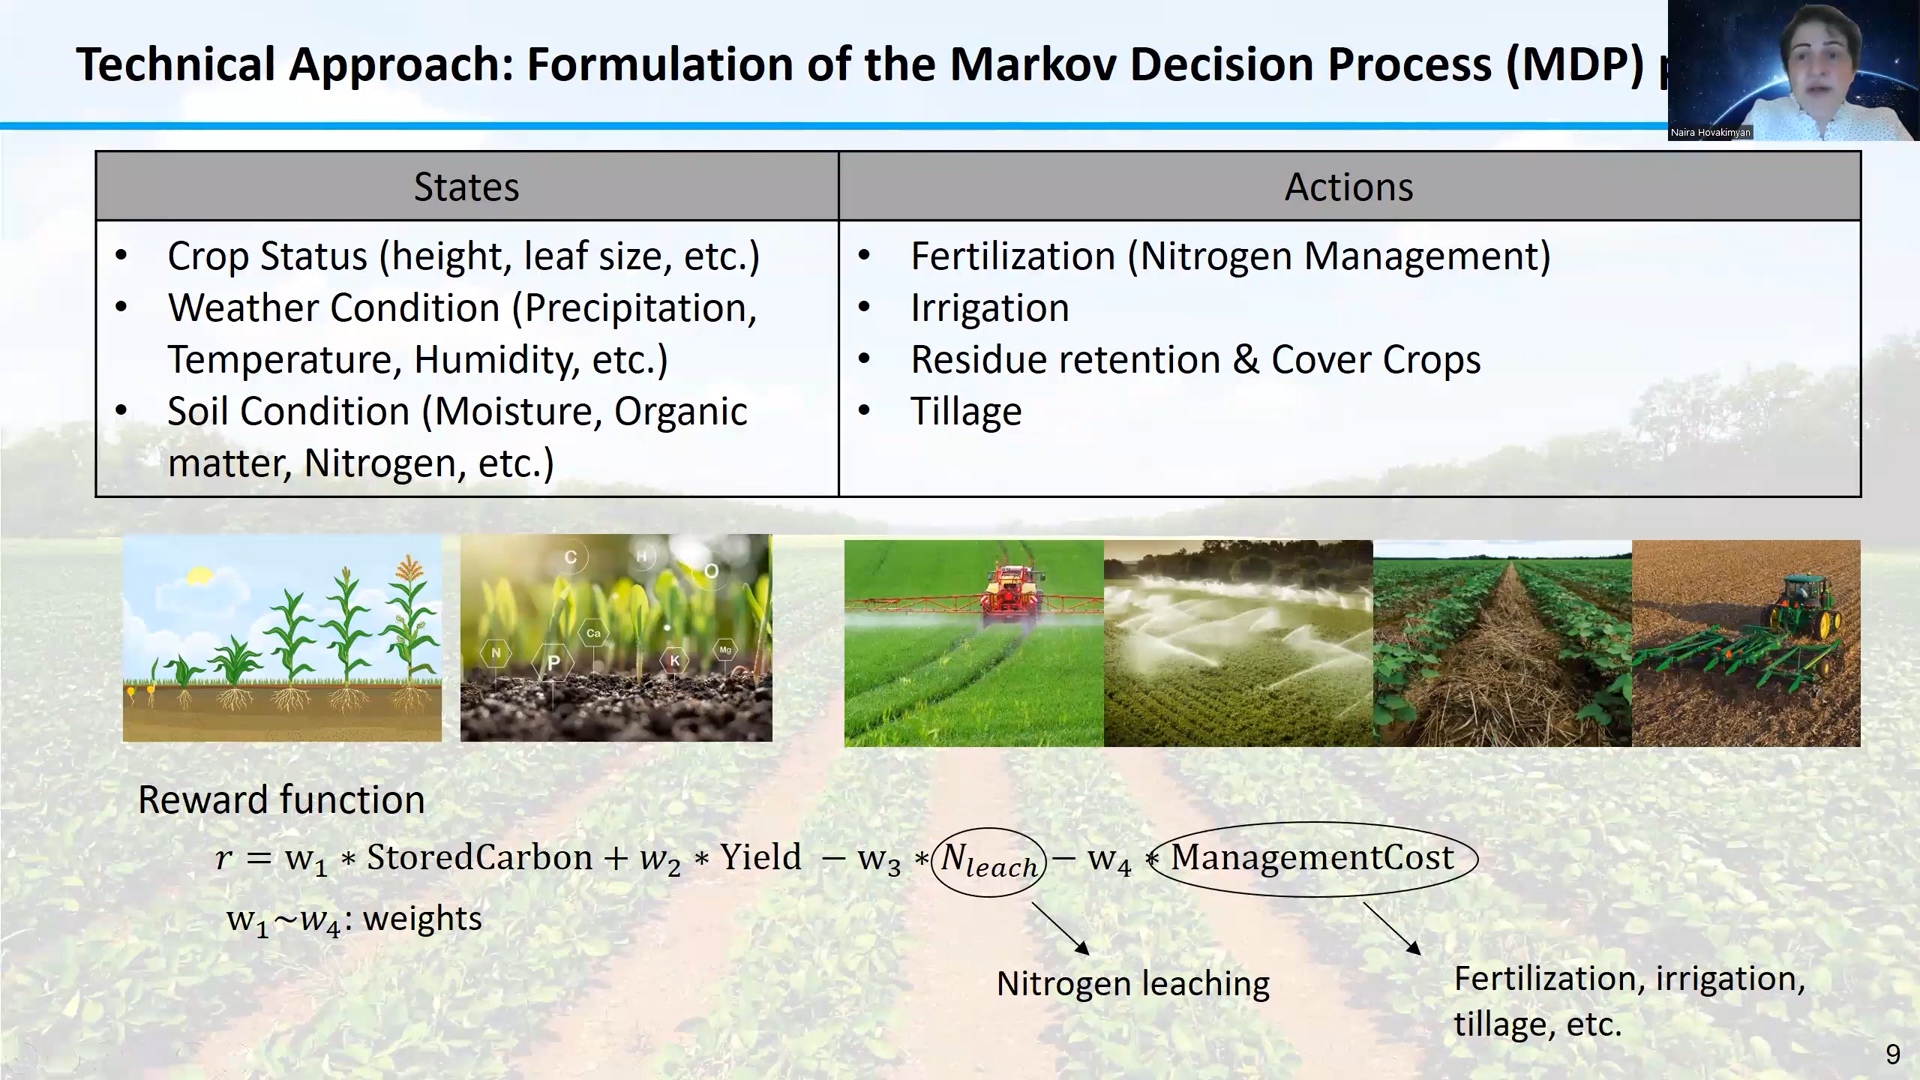 Technical Approach: Formulation of the Markov Decision Process (MDP)
Naira Hovakimyan
States
Actions
• Crop Status (height, leaf size, etc.)
• Weather Condition (Precipitation,
Temperature, Humidity, etc.)
• Soil Condition (Moisture, Organic
matter, Nitrogen, etc.)
• Fertilization (Nitrogen Management)
• Irrigation
• Residue retention & Cover Crops
• Tillage
C H O
N P Ca K Mg
Reward function
r = w₁ * StoredCarbon + w₂ * Yield − w₃ * N_leach − w₄ * ManagementCost
w₁~w₄: weights
Nitrogen leaching
Fertilization, irrigation,
tillage, etc.
9